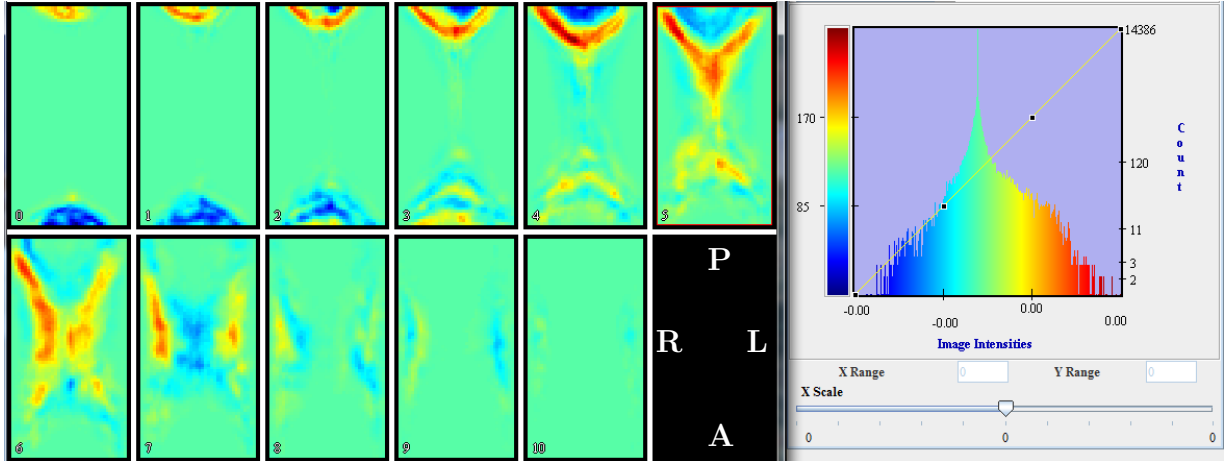 0 1 2 3 4 5
6 7 8 9 10
P
R L
A
14386
170
85
120
11
3
2
Count
-0.00 -0.00 0.00 0.00
Image Intensities
X Range 0 Y Range 0
X Scale
0 0 0